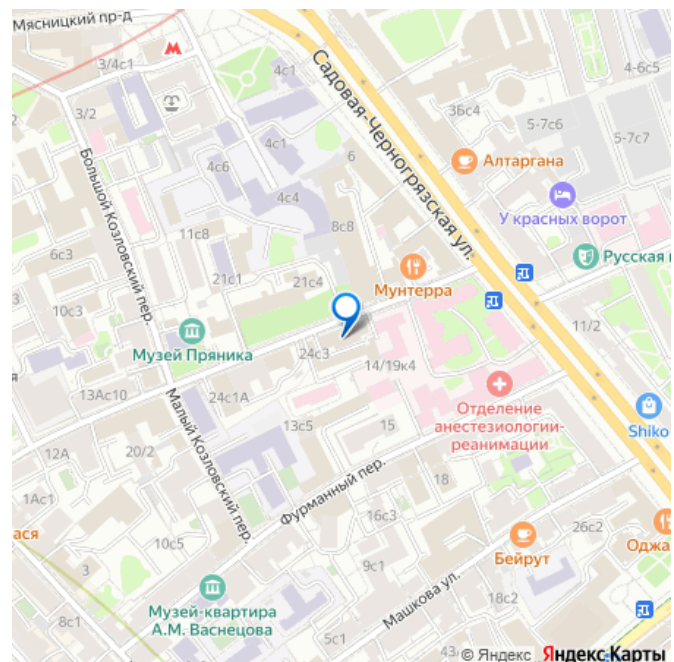 Мясницкий пр-д
3/4с1
4с1
3/2
Большой Козловский пер.
Садовая-Черногрязская ул.
4-6с5
3Бс4
5-7с6
5-7с7
Алтаргана
4с1
6
4с6
4с4
У красных ворот
8с8
11с8
6с3
Русская
21с1
21с4
Мунтерра
10с3
11/2
Музей Пряника
24с3
14/19к4
13Ас10
24с1А
Отделение
анестезиологии-
реанимации
Shiko
Малый Козловский пер.
13с5
15
12А
20/2
Фурманный пер.
18
1Ас1
16с3
26с2
ася
10с5
Бейрут
Оджа
3
9с1
Музей-квартира
А.М. Васнецова
Машкова ул.
18с2
8с1
5с1
43
© Яндекс Яндекс Карты